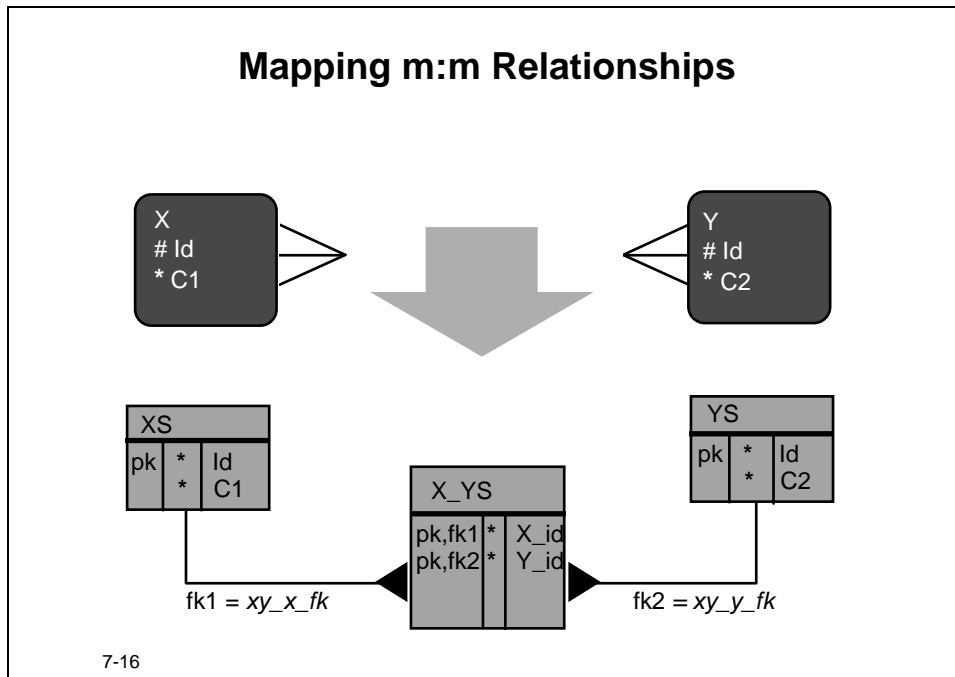 Mapping m:m Relationships
X
# Id
* C1
Y
# Id
* C2
XS
pk * Id
* C1
YS
pk * Id
* C2
X_YS
pk,fk1 * X_id
pk,fk2 * Y_id
fk1 = xy_x_fk
fk2 = xy_y_fk
7-16